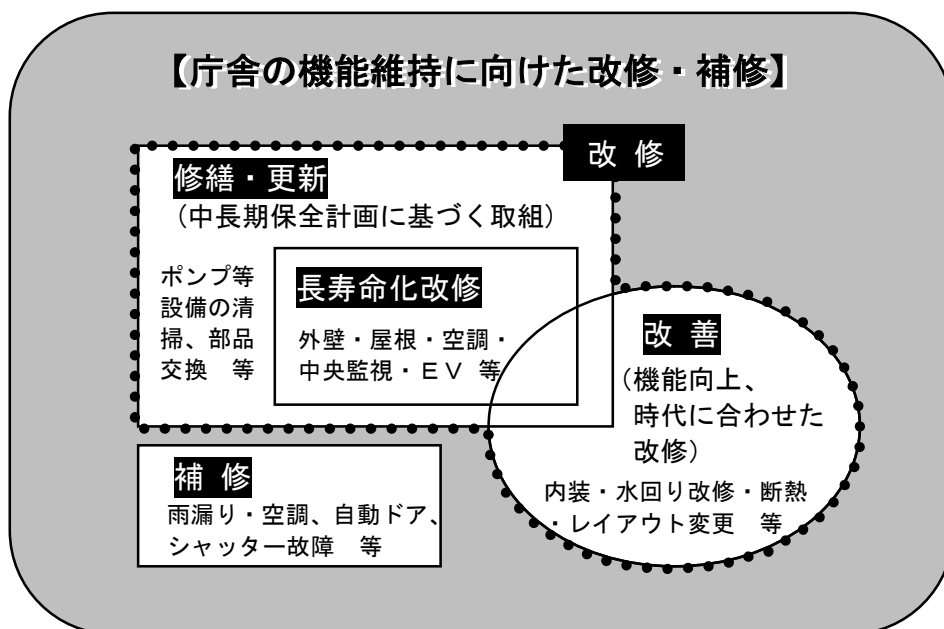 【庁舎の機能維持に向けた改修・補修】
改 修
修繕・更新
（中長期保全計画に基づく取組）
ポンプ等
設備の清
掃、部品
交換　等
長寿命化改修
外壁・屋根・空調・
中央監視・ＥＶ 等
改 善
（機能向上、
時代に合わせた
改修）
内装・水回り改修・断熱
・レイアウト変更　等
補 修
雨漏り・空調、自動ドア、
シャッター故障　等